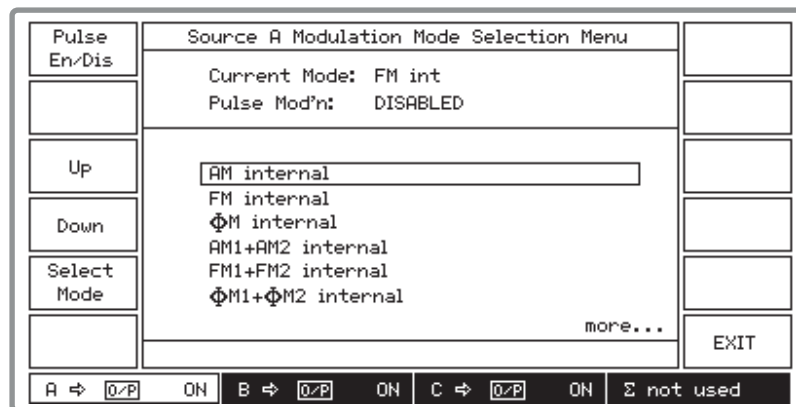 Pulse
En/Dis
Up
Down
Select
Mode
Source A Modulation Mode Selection Menu
Current Mode: FM int
Pulse Mod'n: DISABLED
AM internal
FM internal
ΦM internal
AM1+AM2 internal
FM1+FM2 internal
ΦM1+ΦM2 internal
more...
EXIT
A ⇨ O/P ON B ⇨ O/P ON C ⇨ O/P ON Σ not used